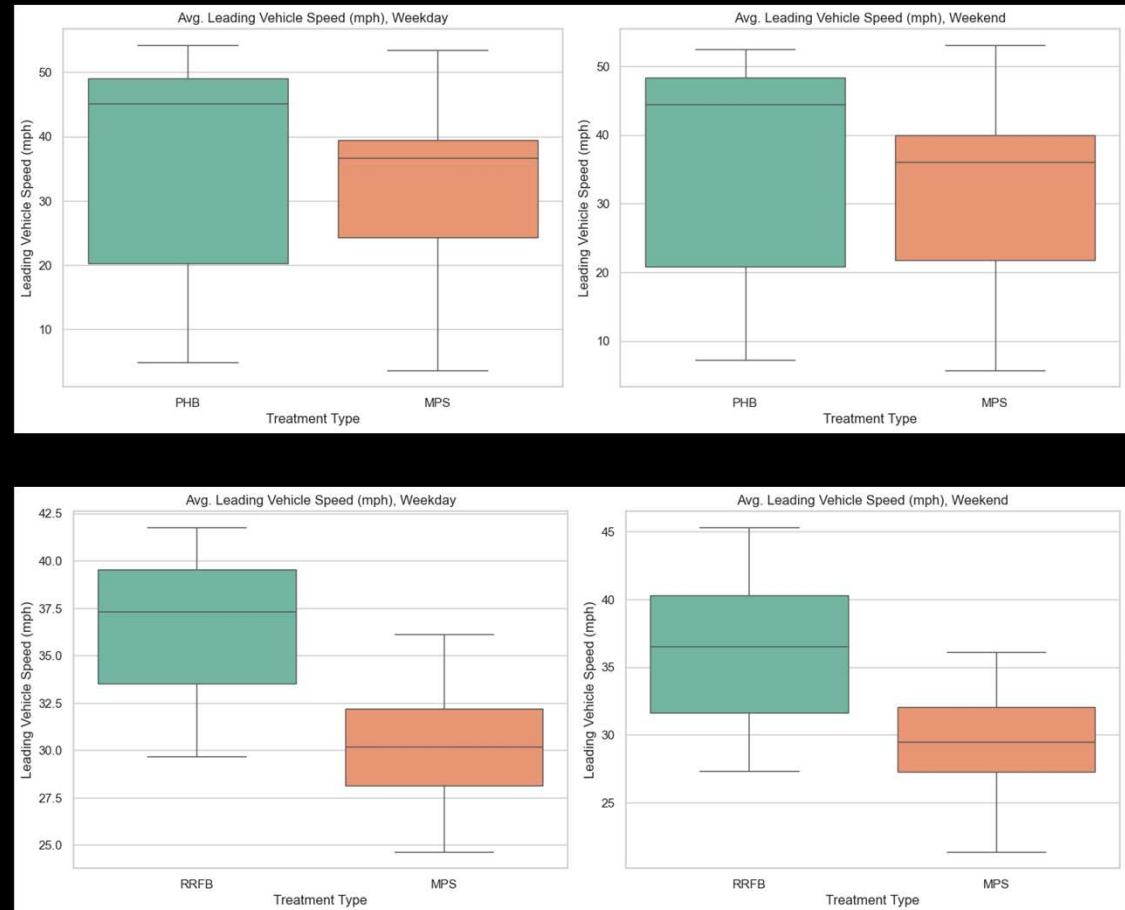 Avg. Leading Vehicle Speed (mph), Weekday
Leading Vehicle Speed (mph)
50
40
30
20
10
PHB
MPS
Treatment Type
Avg. Leading Vehicle Speed (mph), Weekend
Leading Vehicle Speed (mph)
50
40
30
20
10
PHB
MPS
Treatment Type
Avg. Leading Vehicle Speed (mph), Weekday
Leading Vehicle Speed (mph)
42.5
40.0
37.5
35.0
32.5
30.0
27.5
25.0
RRFB
MPS
Treatment Type
Avg. Leading Vehicle Speed (mph), Weekend
Leading Vehicle Speed (mph)
45
40
35
30
25
RRFB
MPS
Treatment Type